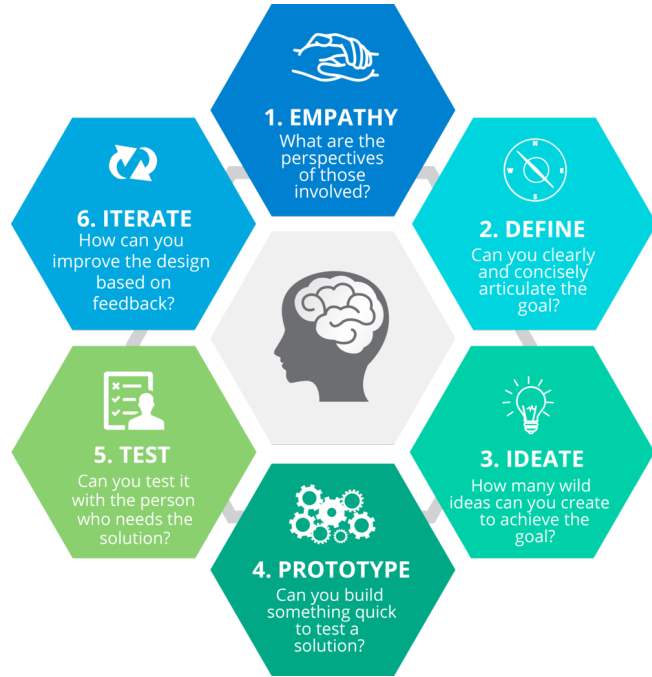 1. EMPATHY
What are the
perspectives
of those
involved?
N
W E
S
2. DEFINE
Can you clearly
and concisely
articulate the
goal?
3. IDEATE
How many wild
ideas can you create
to achieve the
goal?
4. PROTOTYPE
Can you build
something quick
to test a
solution?
5. TEST
Can you test it
with the person
who needs the
solution?
6. ITERATE
How can you
improve the design
based on
feedback?